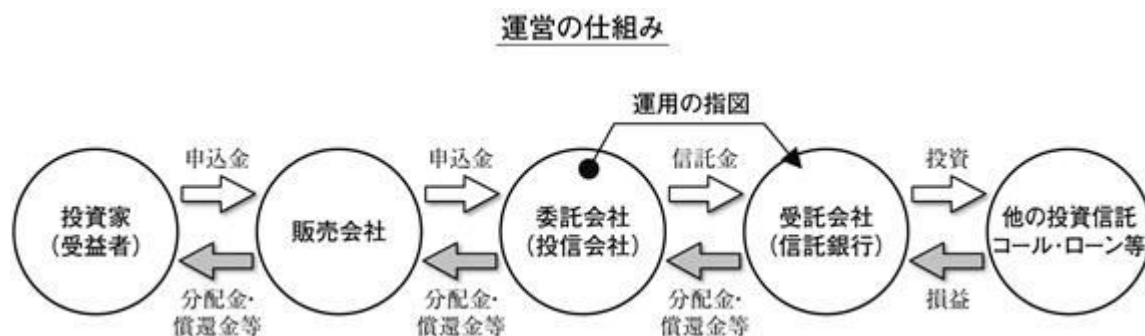 運営の仕組み
運用の指図
申込金
申込金
信託金
投資
投資家
(受益者)
販売会社
委託会社
(投信会社)
受託会社
(信託銀行)
他の投資信託
コール・ローン等
分配金・
償還金等
分配金・
償還金等
分配金・
償還金等
損益